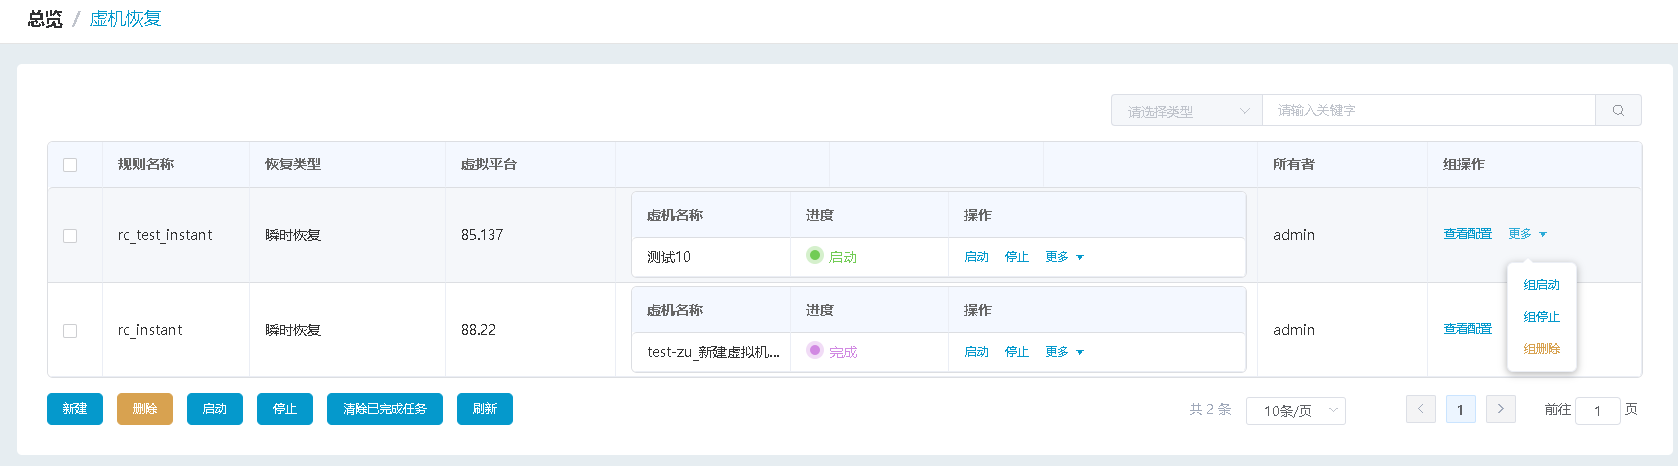 总览 / 虚机恢复
请选择类型 请输入关键字
规则名称 恢复类型 虚拟平台 所有者 组操作
虚机名称 进度 操作
rc_test_instant 瞬时恢复 85.137 admin 查看配置 更多
测试10 启动 启动 停止 更多
组启动
虚机名称 进度 操作
组停止
rc_instant 瞬时恢复 88.22 admin 查看配置
组删除
test-zu_新建虚拟机... 完成 启动 停止 更多
新建 删除 启动 停止 清除已完成任务 刷新 共 2 条 10条/页 1 前往 1 页